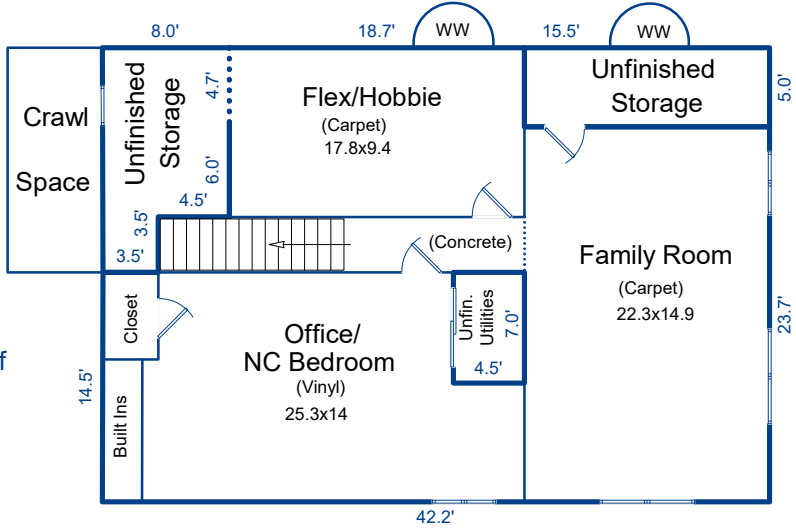 8.0'
18.7'
WW
15.5'
WW
Crawl
Space
Unfinished
Storage
4.7'
6.0'
4.5'
3.5'
3.5'
Flex/Hobbie
(Carpet)
17.8x9.4
Unfinished
Storage
5.0'
(Concrete)
Family Room
(Carpet)
22.3x14.9
23.7'
Closet
Office/
NC Bedroom
(Vinyl)
25.3x14
Unfin.
Utilities
7.0'
4.5'
f
14.5'
Built Ins
42.2'